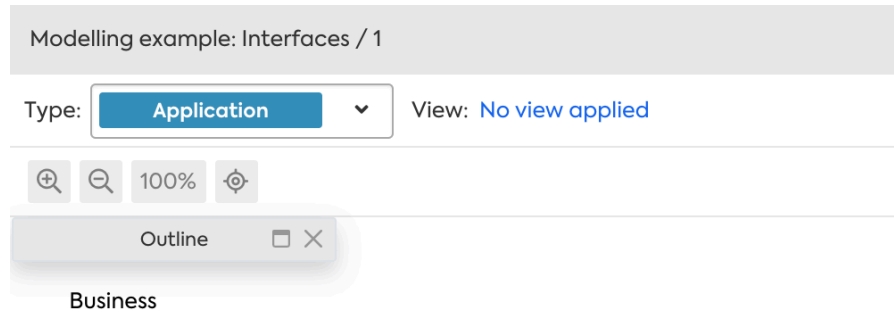 Modelling example: Interfaces / 1
Type: Application View: No view applied
100%
Outline
Business